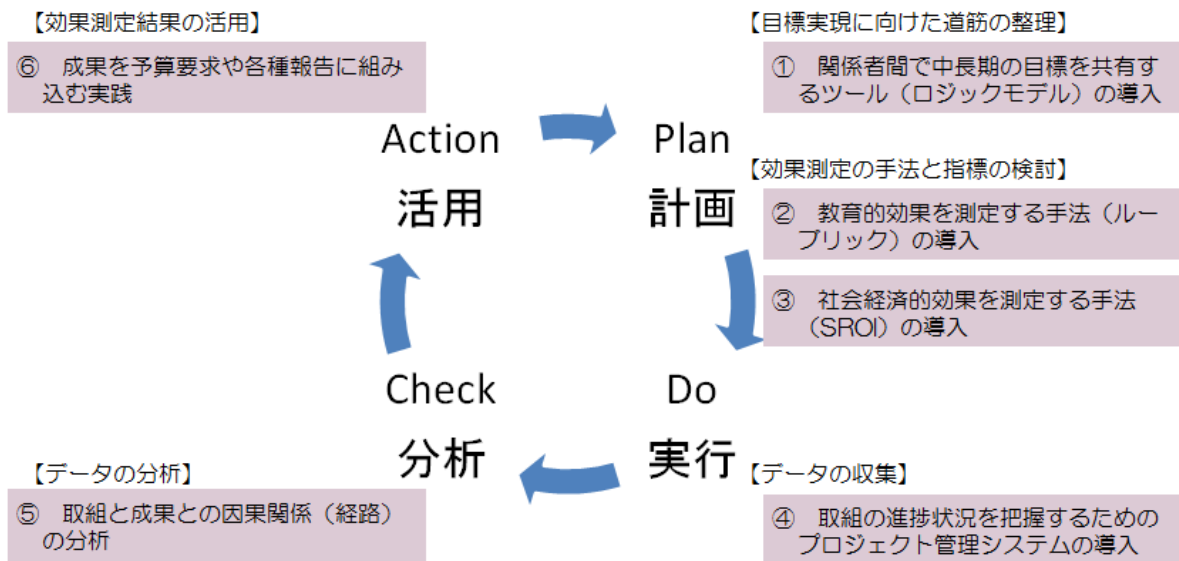 【効果測定結果の活用】
⑥　成果を予算要求や各種報告に組み
込む実践
【目標実現に向けた道筋の整理】
①　関係者間で中長期の目標を共有す
るツール（ロジックモデル）の導入
Action
活用
Plan
計画
【効果測定の手法と指標の検討】
②　教育的効果を測定する手法（ルー
ブリック）の導入
③　社会経済的効果を測定する手法
（SROI）の導入
Check
分析
Do
実行
【データの分析】
⑤　取組と成果との因果関係（経路）
の分析
【データの収集】
④　取組の進捗状況を把握するための
プロジェクト管理システムの導入